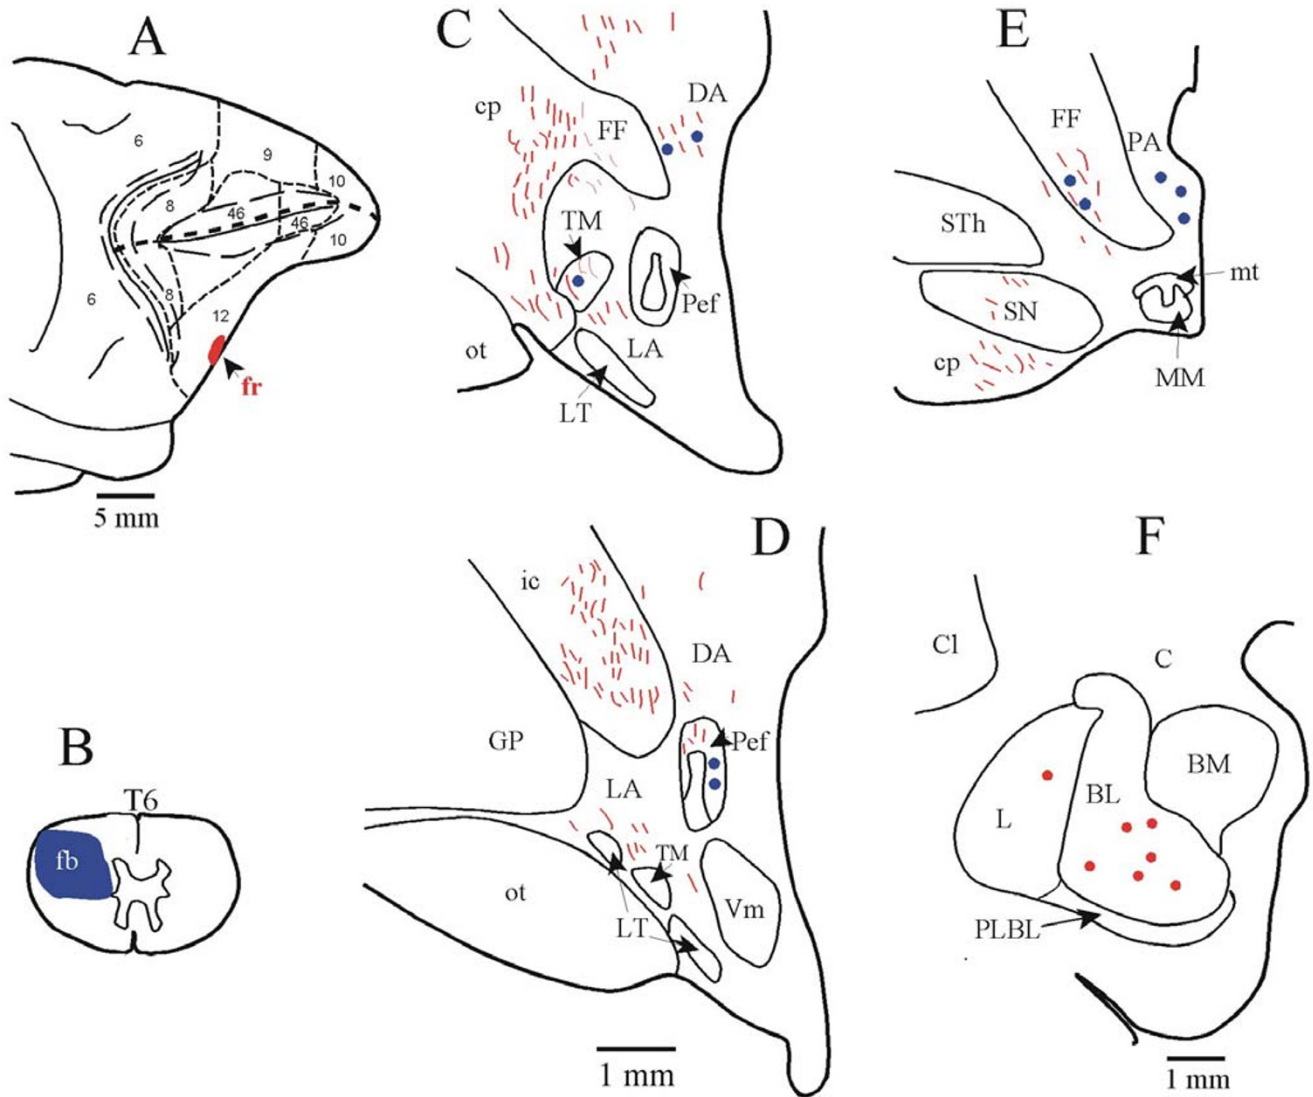 A
6
9
10
8
46
46
10
6
8
12
fr
5 mm
B
T6
fb
C
cp
FF
DA
TM
Pef
ot
LA
LT
D
ic
DA
GP
Pef
LA
TM
ot
LT
Vm
1 mm
E
FF
PA
STh
mt
SN
cp
MM
F
Cl
C
BM
BL
L
PLBL
1 mm